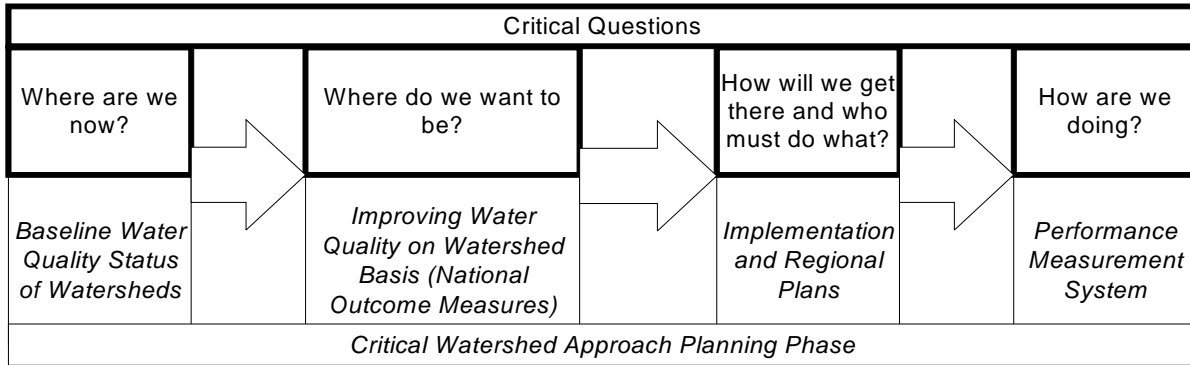 Critical Questions
Where are we
now?
Where do we want to
be?
How will we get
there and who
must do what?
How are we
doing?
Baseline Water
Quality Status
of Watersheds
Improving Water
Quality on Watershed
Basis (National
Outcome Measures)
Implementation
and Regional
Plans
Performance
Measurement
System
Critical Watershed Approach Planning Phase